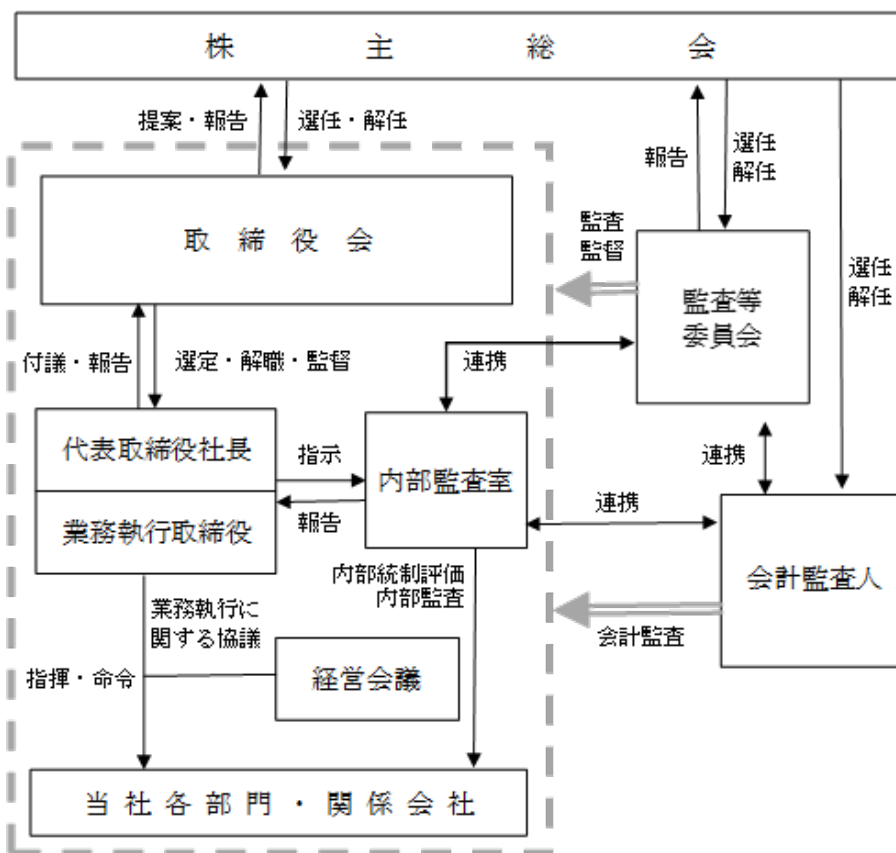 株主総会
提案・報告
選任・解任
報告
選任
解任
選任
解任
取締役会
監査
監督
監査等
委員会
付議・報告
選定・解職・監督
連携
代表取締役社長
指示
内部監査室
連携
業務執行取締役
報告
連携
会計監査人
内部統制評価
内部監査
業務執行に
関する協議
会計監査
指揮・命令
経営会議
当社各部門・関係会社